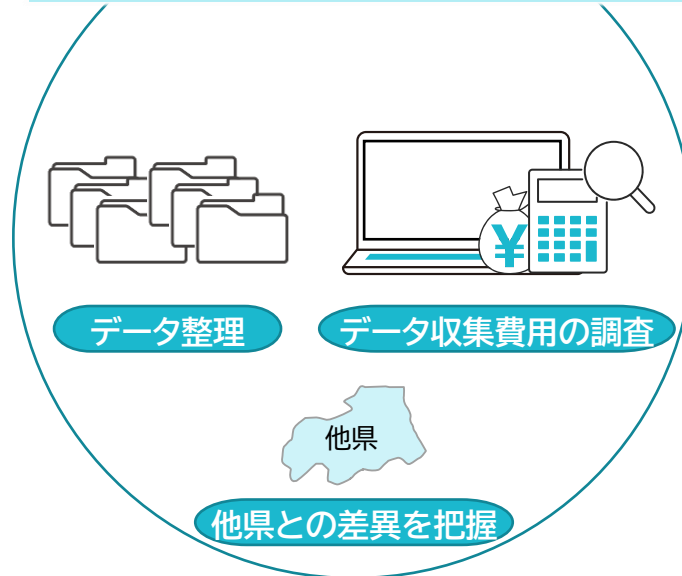 ¥
データ整理
データ収集費用の調査
他県
他県との差異を把握